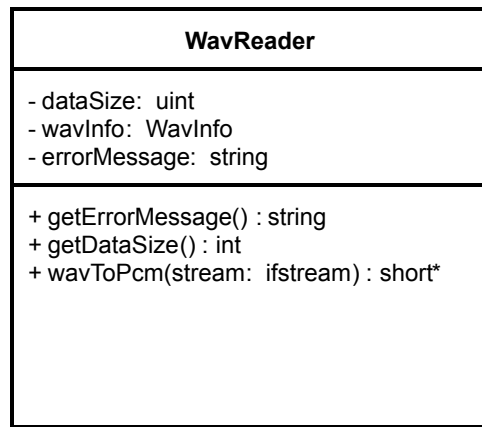 WavReader
- dataSize: uint
- wavInfo: WavInfo
- errorMessage: string
+ getErrorMessage() : string
+ getDataSize() : int
+ wavToPcm(stream: ifstream) : short*